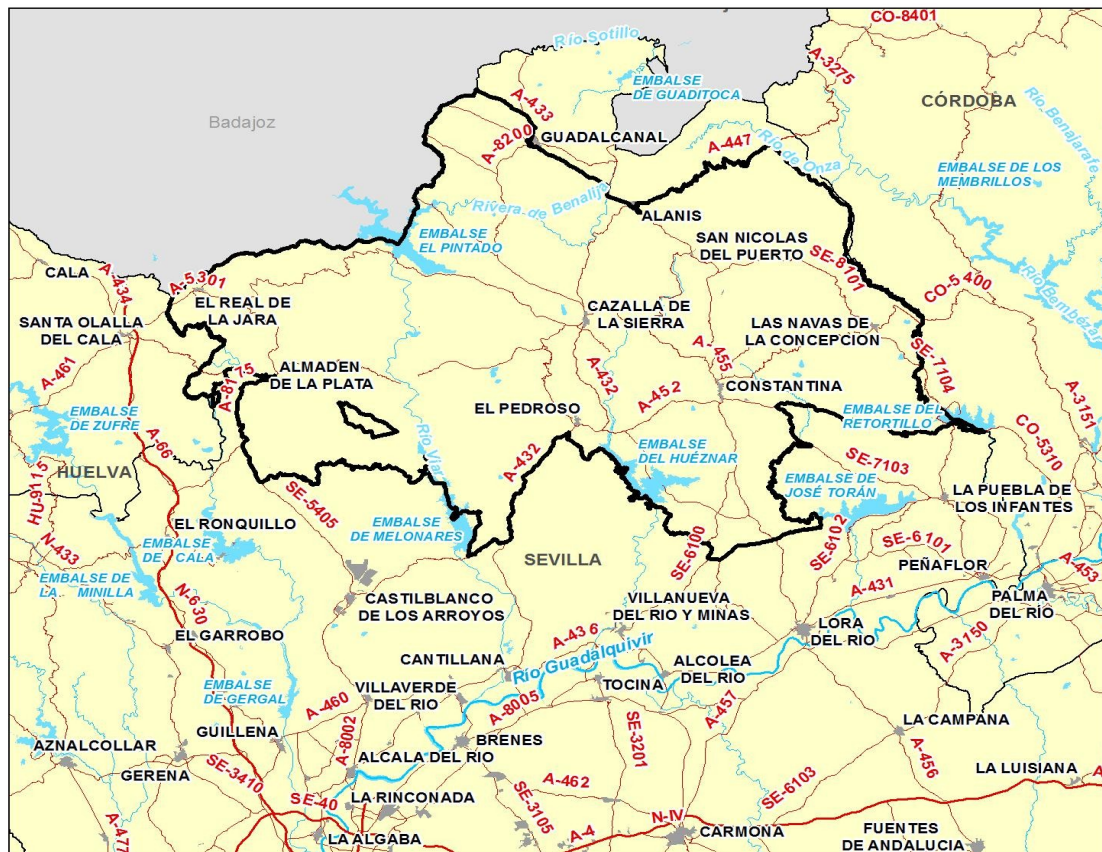 CO-8401
Río Sotillo
A-3275
EMBALSE
DE GUADITOCA
A-433
CÓRDOBA
Río Benajarafe
Badajoz
A-8200
GUADALCANAL
A-447
Río de Onza
EMBALSE DE LOS
MEMBRILLOS
Rivera de Benalija
ALANIS
EMBALSE
EL PINTADO
SAN NICOLAS
DEL PUERTO
SE-8101
CALA
A-434
A-5301
CO-5400
Río Bembézar
EL REAL DE
LA JARA
CAZALLA DE
LA SIERRA
SANTA OLALLA
DEL CALA
LAS NAVAS DE
LA CONCEPCION
A-461
A-8175
ALMADEN
DE LA PLATA
A-432
A-455
SE-7104
CONSTANTINA
A-452
EL PEDROSO
EMBALSE
DE ZUFRE
EMBALSE DEL
RETORTILLO
A-3151
A-66
Río Viar
A-432
CO-5310
HUELVA
EMBALSE
DEL HUÉZNAR
SE-7103
HU9115
SE-5405
EMBALSE DE
JOSÉ TORÁN
LA PUEBLA DE
LOS INFANTES
EL RONQUILLO
EMBALSE
DE MELONARES
N-433
EMBALSE
DE CALA
SEVILLA
SE-6100
SE-6102
SE-6101
EMBALSE DE
LA MINILLA
PEÑAFLOR
A-453
N-630
CASTILBLANCO
DE LOS ARROYOS
VILLANUEVA
DEL RIO Y MINAS
A-431
PALMA
DEL RÍO
EL GARROBO
A-436
LORA
DEL RIO
A-3150
CANTILLANA
Río Guadalquivir
ALCOLEA
DEL RIO
EMBALSE
DE GERGAL
TOCINA
A-460
VILLAVERDE
DEL RIO
A-8005
A-457
GUILLENA
A-8002
LA CAMPANA
AZNALCOLLAR
BRENES
SE-3201
A-456
GERENA
ALCALA DEL RÍO
SE-3410
A-462
LA LUISIANA
SE-6103
SE-40
LA RINCONADA
SE-3105
A-477
N-IV
LA ALGABA
A-4
CARMONA
FUENTES
DE ANDALUCIA